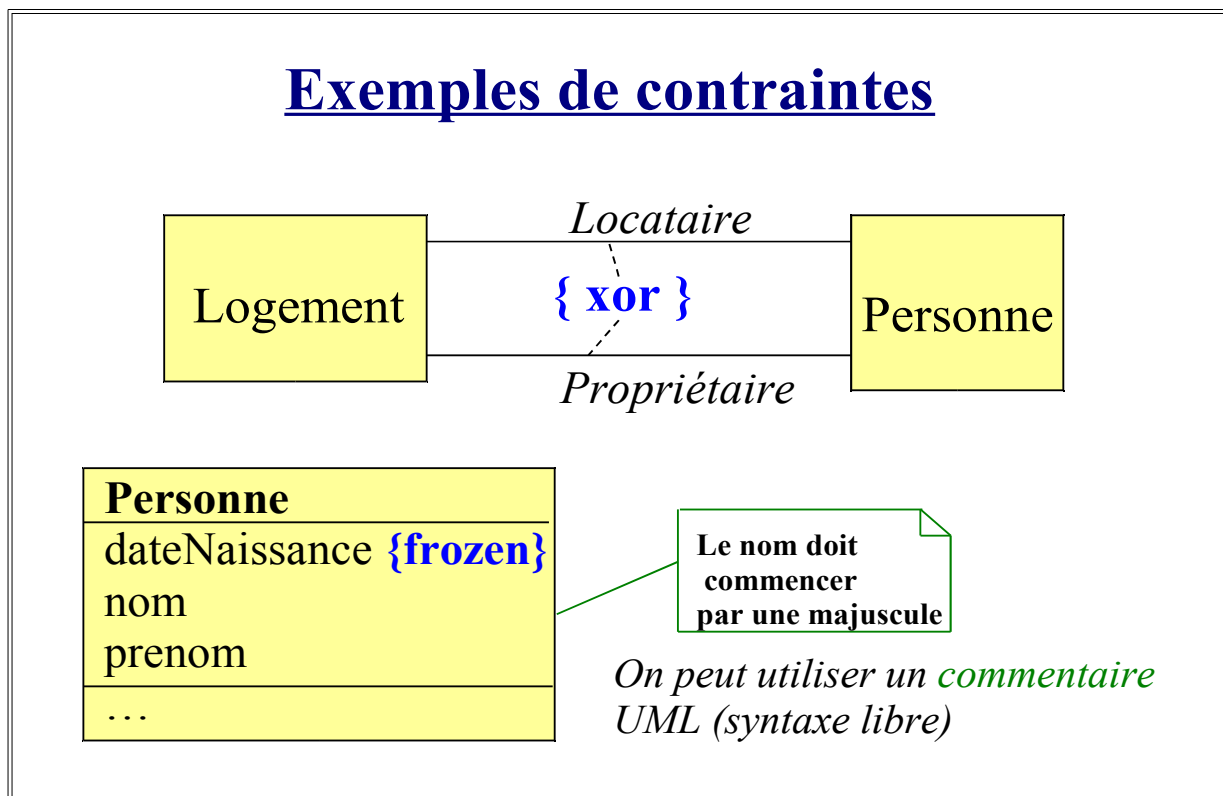 Exemples de contraintes
Locataire
Logement
{ xor }
Personne
Propriétaire
Personne
dateNaissance {frozen}
nom
prenom
…
Le nom doit
commencer
par une majuscule
On peut utiliser un commentaire
UML (syntaxe libre)